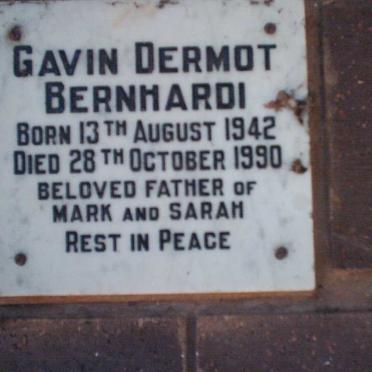 GAVIN DERMOT
BERNHARDI
BORN 13TH AUGUST 1942
DIED 28TH OCTOBER 1990
BELOVED FATHER OF
MARK AND SARAH
REST IN PEACE